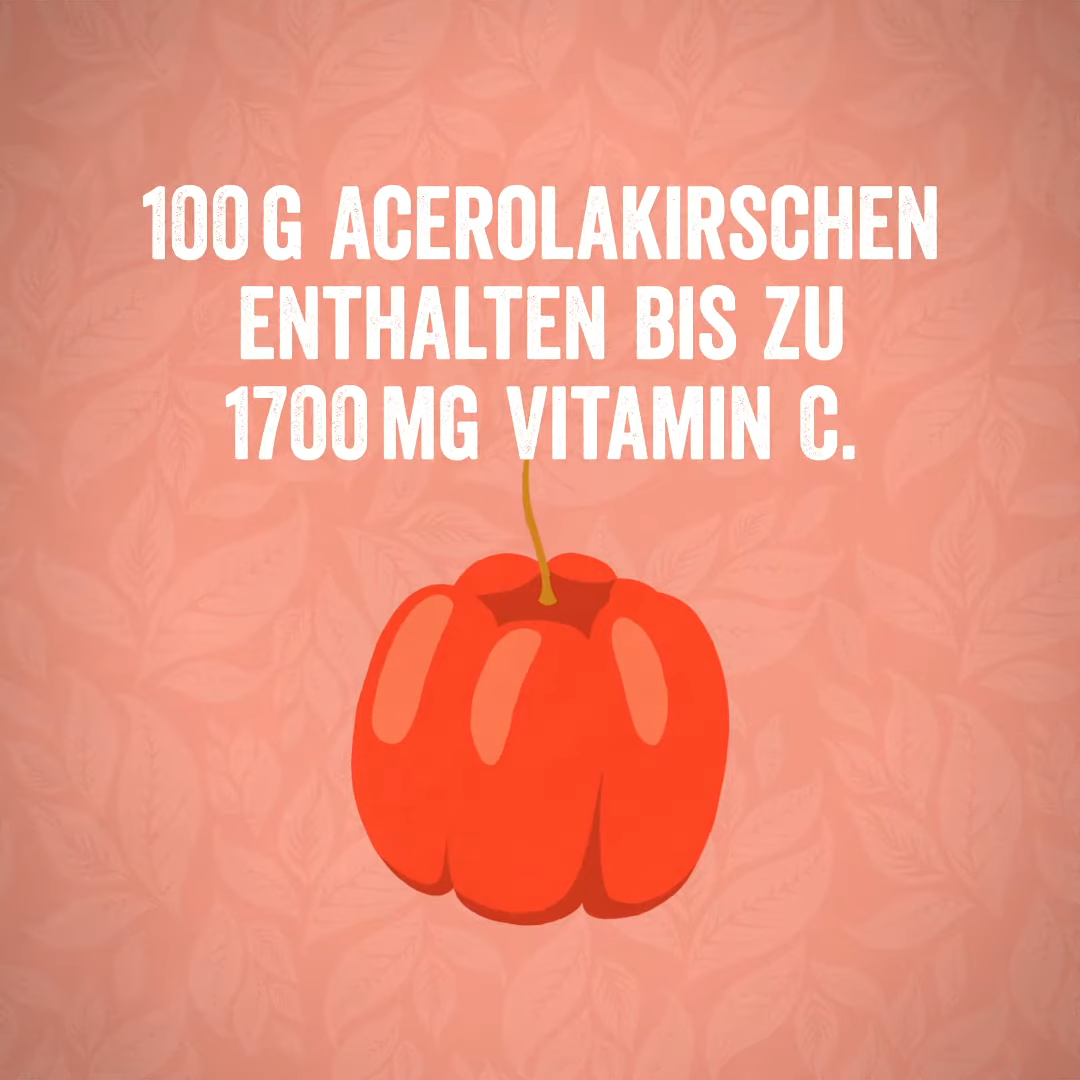 100 G ACEROLAKIRSCHEN
ENTHALTEN BIS ZU
1700 MG VITAMIN C.